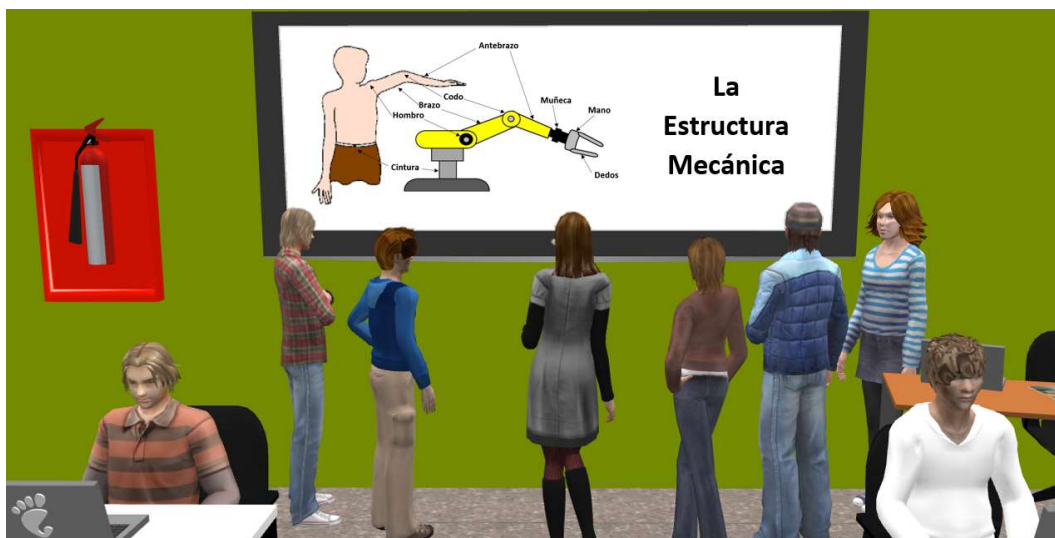 Antebrazo
Codo
Brazo
Hombro
Muñeca
Mano
Cintura
Dedos
La
Estructura
Mecánica